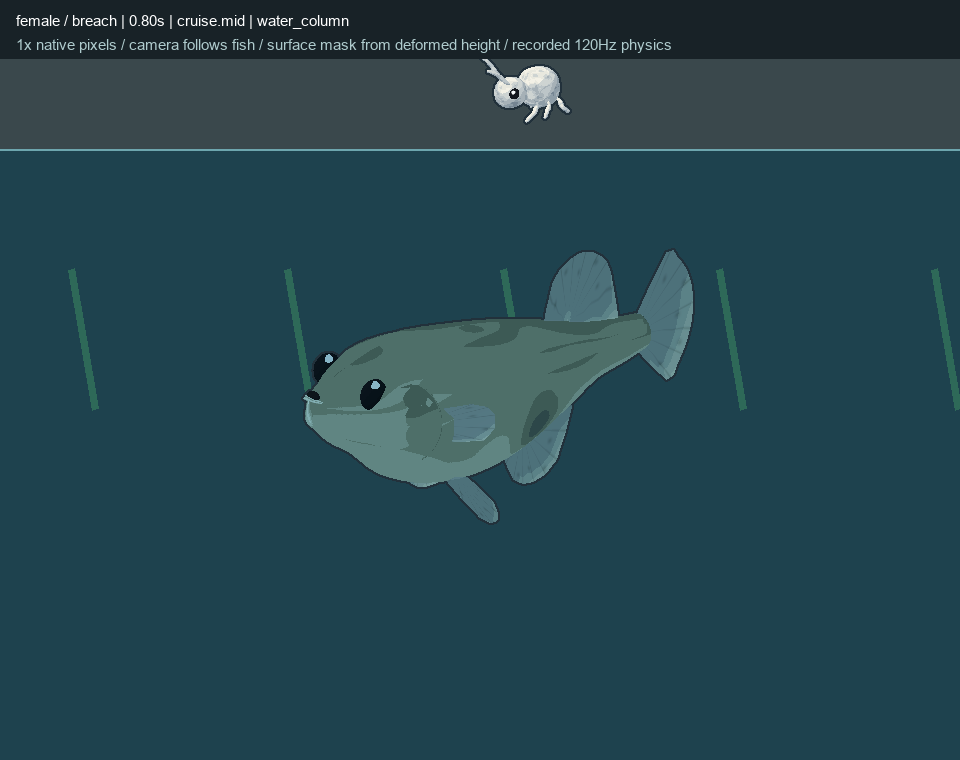 female / breach | 0.80s | cruise.mid | water_column
1x native pixels / camera follows fish / surface mask from deformed height / recorded 120Hz physics